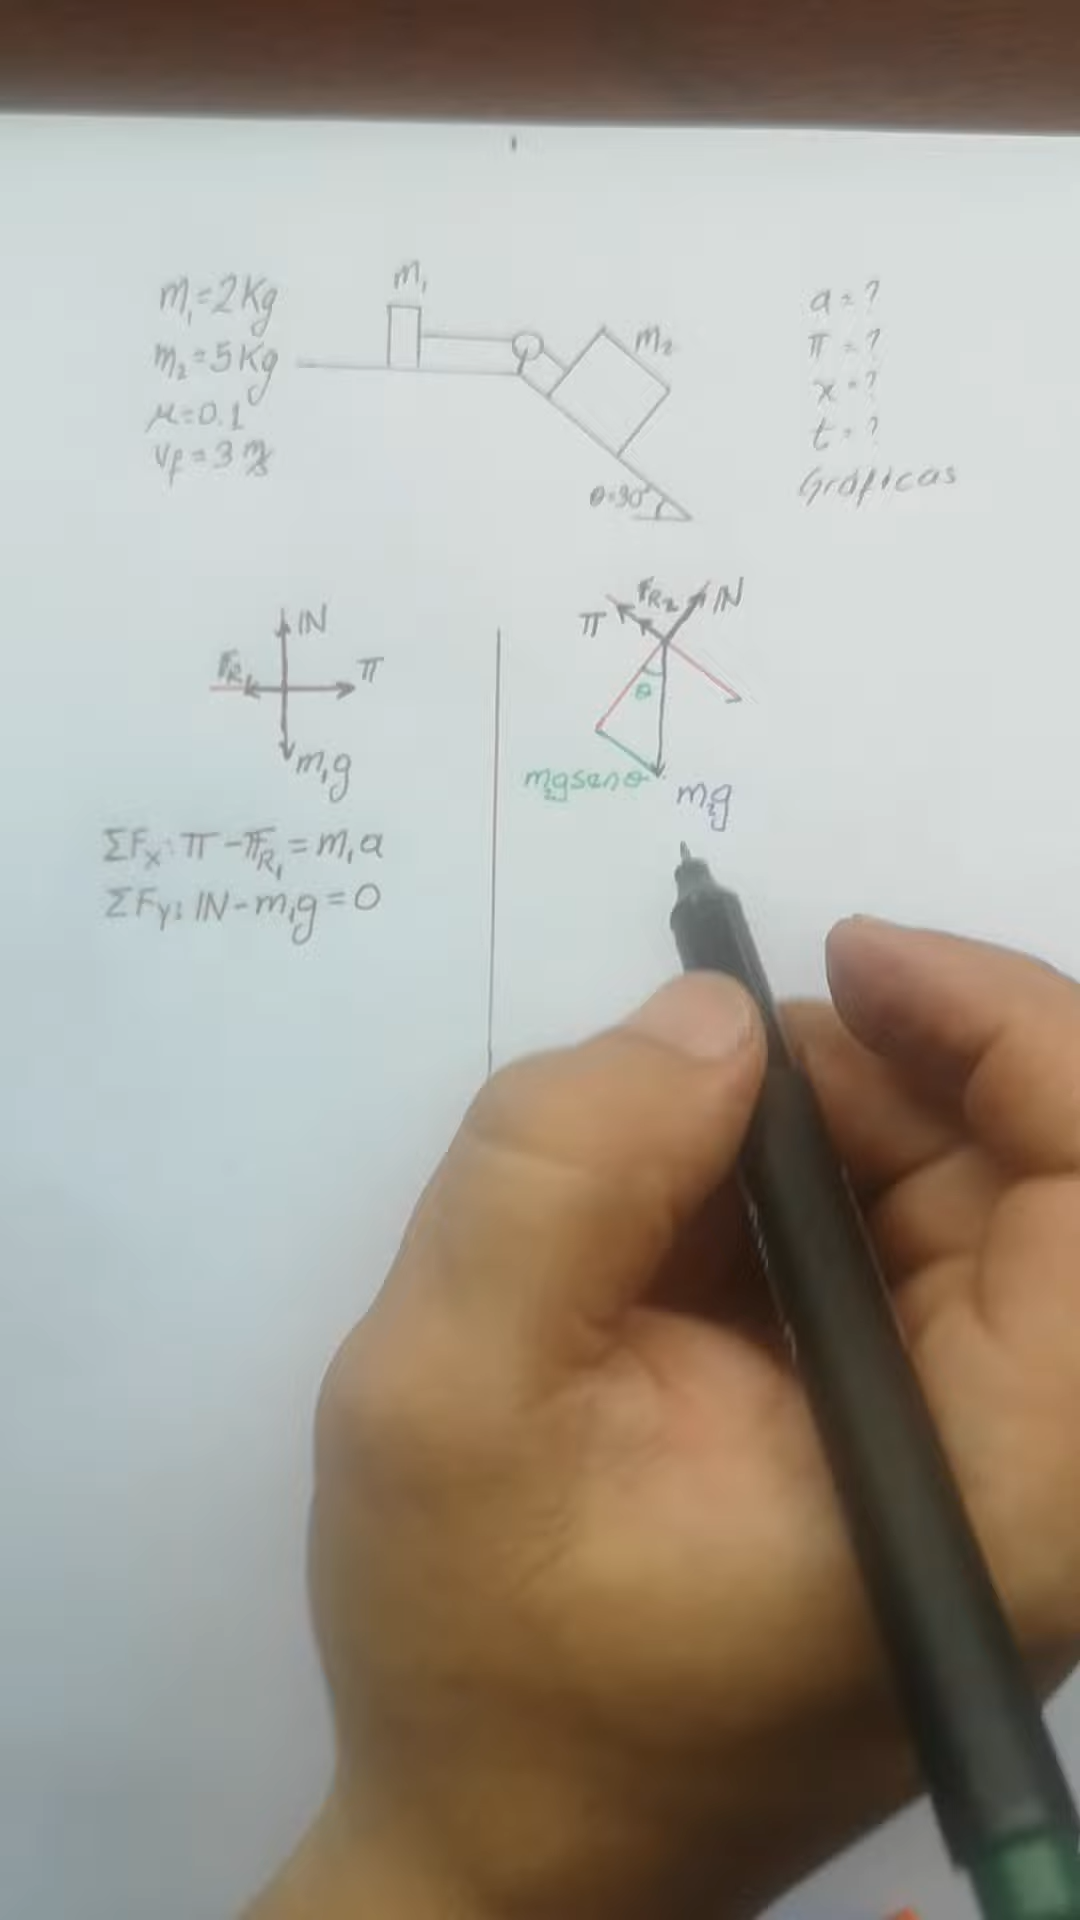 m₁=2Kg
m₂=5Kg
μ=0.1
Vf=3 m/s
m₁
m₂
θ=30°
a=?
T=?
x=?
t=?
Gráficas
IN
FR₁
T
m₁g
ΣFx: T-FR₁=m₁a
ΣFy: IN-m₁g=0
FR₂
IN
T
θ
m₂gsenθ
m₂g